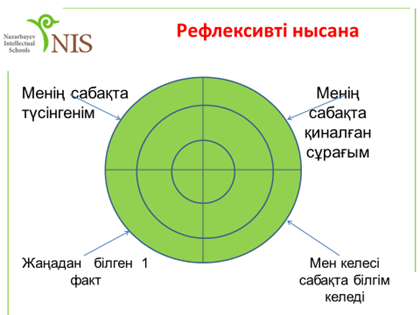 Nazarbayev
Intellectual
Schools
NIS
Рефлексивті нысана
Менің сабақта
түсінгенім
Менің
сабақта
қиналған
сұрағым
Жаңадан білген 1
факт
Мен келесі
сабақта білгім
келеді